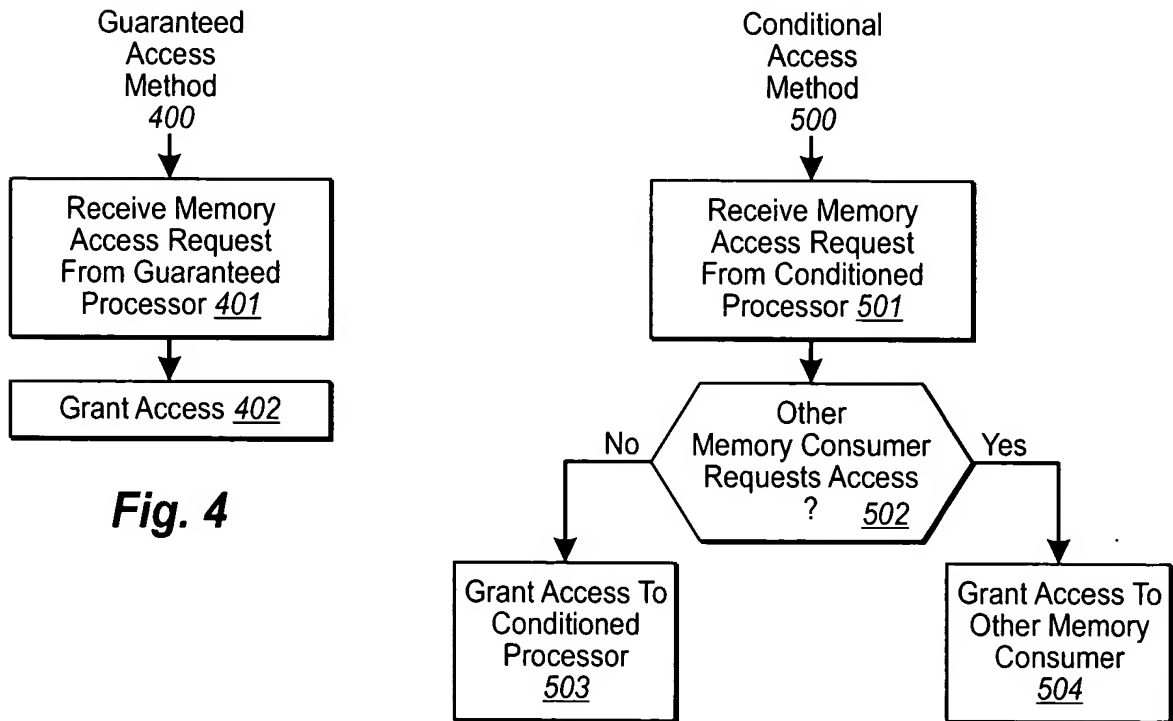 Guaranteed
Access
Method
400
Receive Memory
Access Request
From Guaranteed
Processor 401
Grant Access 402
Fig. 4
Conditional
Access
Method
500
Receive Memory
Access Request
From Conditioned
Processor 501
Other
Memory Consumer
Requests Access
? 502
No
Yes
Grant Access To
Conditioned
Processor
503
Grant Access To
Other Memory
Consumer
504